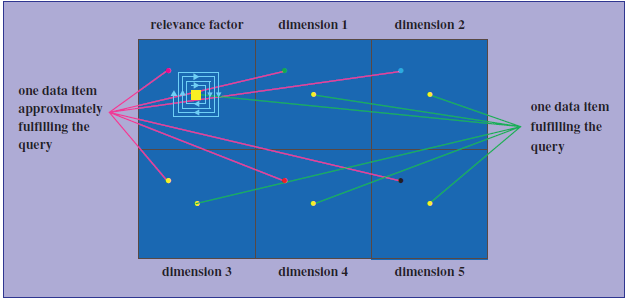 relevance factor
dimension 1
dimension 2
one data item
approximately
fulfilling the
query
one data item
fulfilling the
query
dimension 3
dimension 4
dimension 5